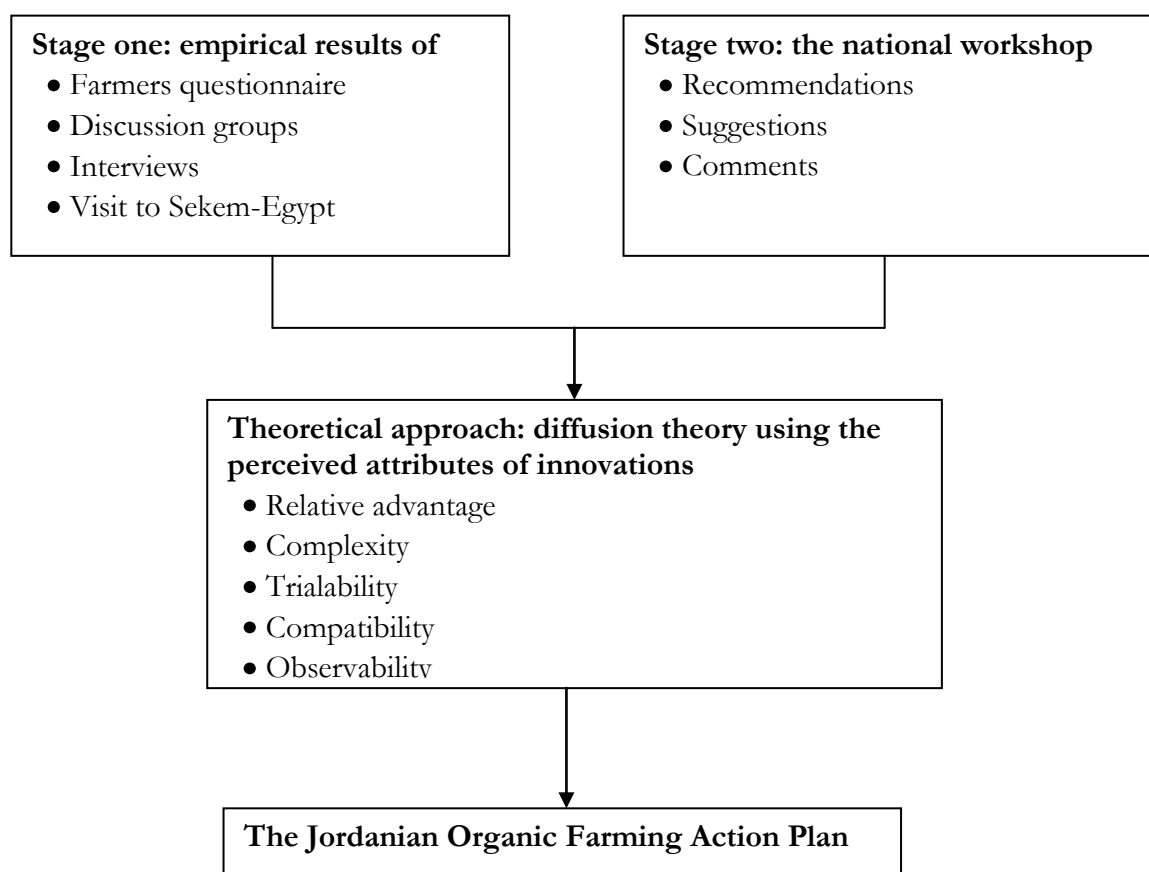 Stage one: empirical results of
• Farmers questionnaire
• Discussion groups
• Interviews
• Visit to Sekem-Egypt
Stage two: the national workshop
• Recommendations
• Suggestions
• Comments
Theoretical approach: diffusion theory using the
perceived attributes of innovations
• Relative advantage
• Complexity
• Trialability
• Compatibility
• Observability
The Jordanian Organic Farming Action Plan